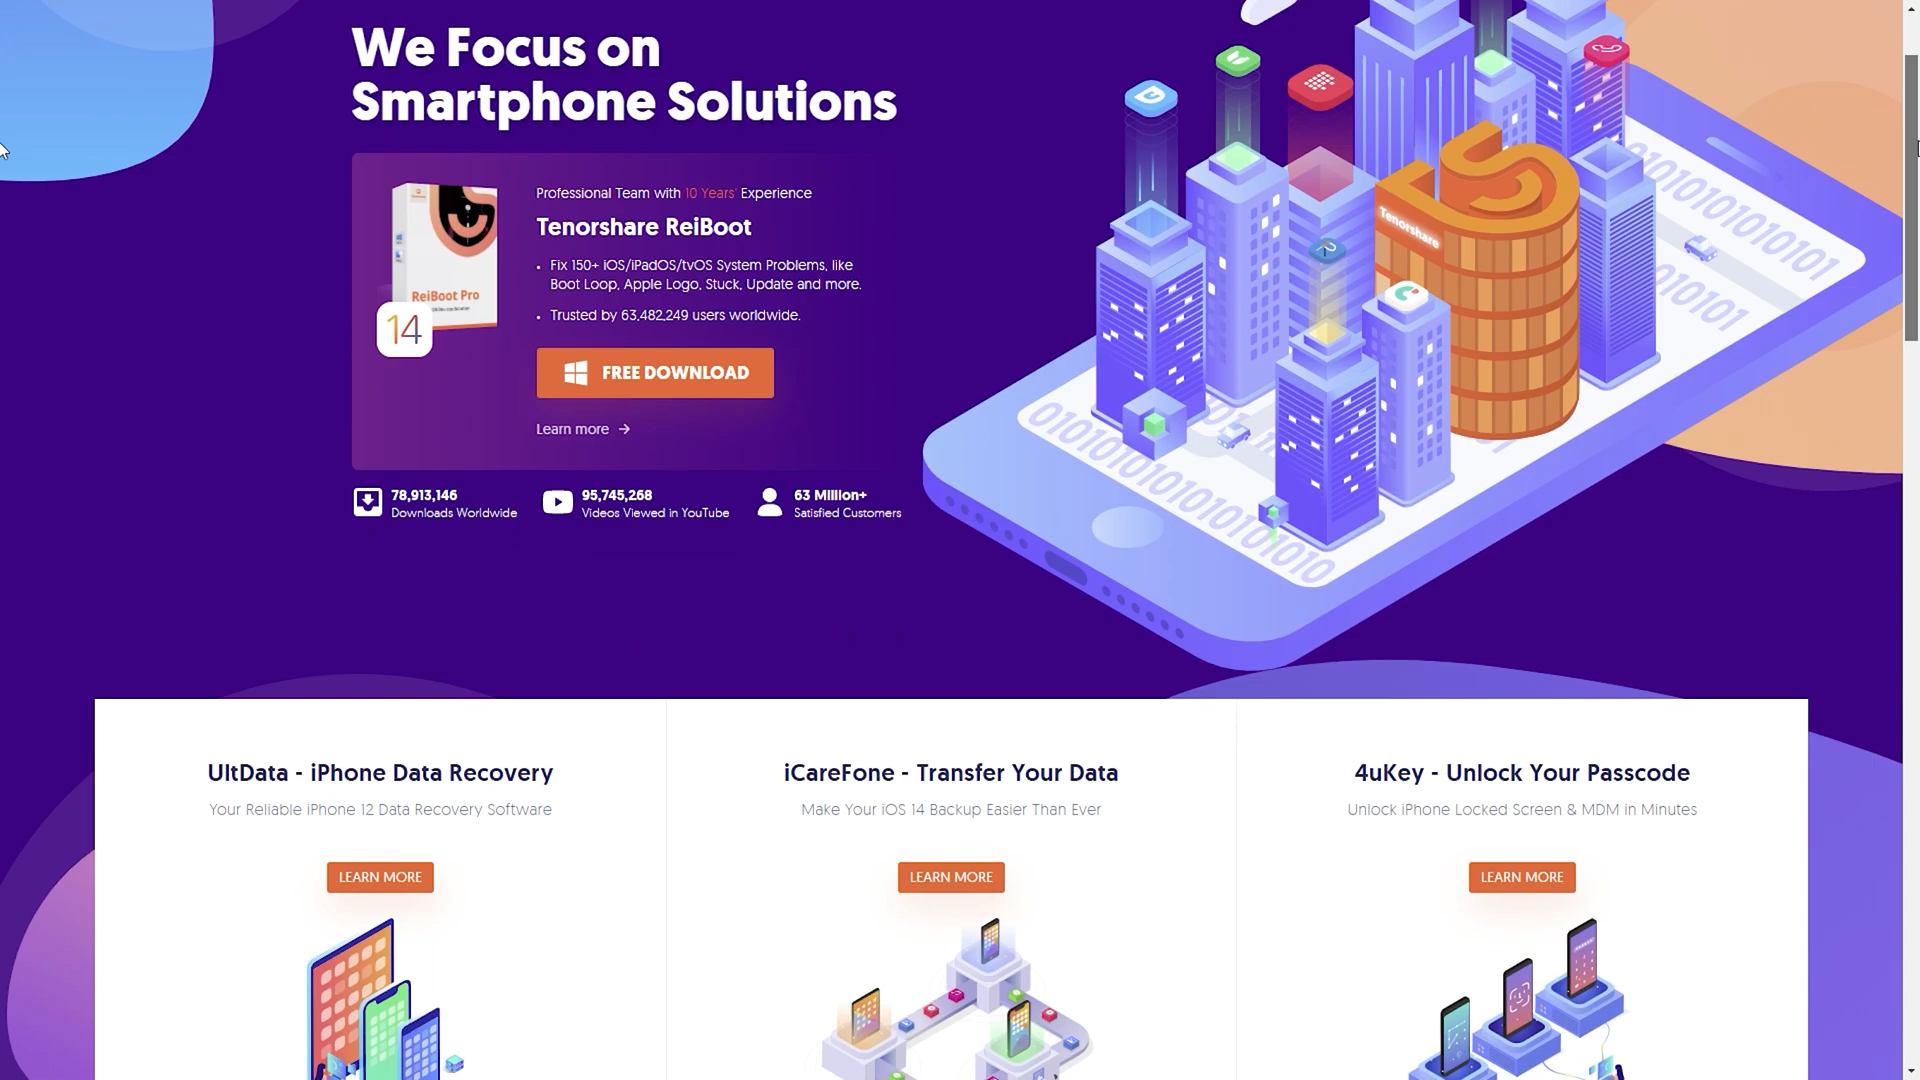 We Focus on
Smartphone Solutions
Professional Team with 10 Years' Experience
Tenorshare ReiBoot
Fix 150+ iOS/iPadOS/tvOS System Problems, like
Boot Loop, Apple Logo, Stuck, Update and more.
Trusted by 63,482,249 users worldwide.
ReiBoot Pro
14
FREE DOWNLOAD
Learn more
78,913,146
Downloads Worldwide
95,745,268
Videos Viewed in YouTube
63 Million+
Satisfied Customers
Tenorshare
UltData - iPhone Data Recovery
Your Reliable iPhone 12 Data Recovery Software
LEARN MORE
iCareFone - Transfer Your Data
Make Your iOS 14 Backup Easier Than Ever
LEARN MORE
4uKey - Unlock Your Passcode
Unlock iPhone Locked Screen & MDM in Minutes
LEARN MORE